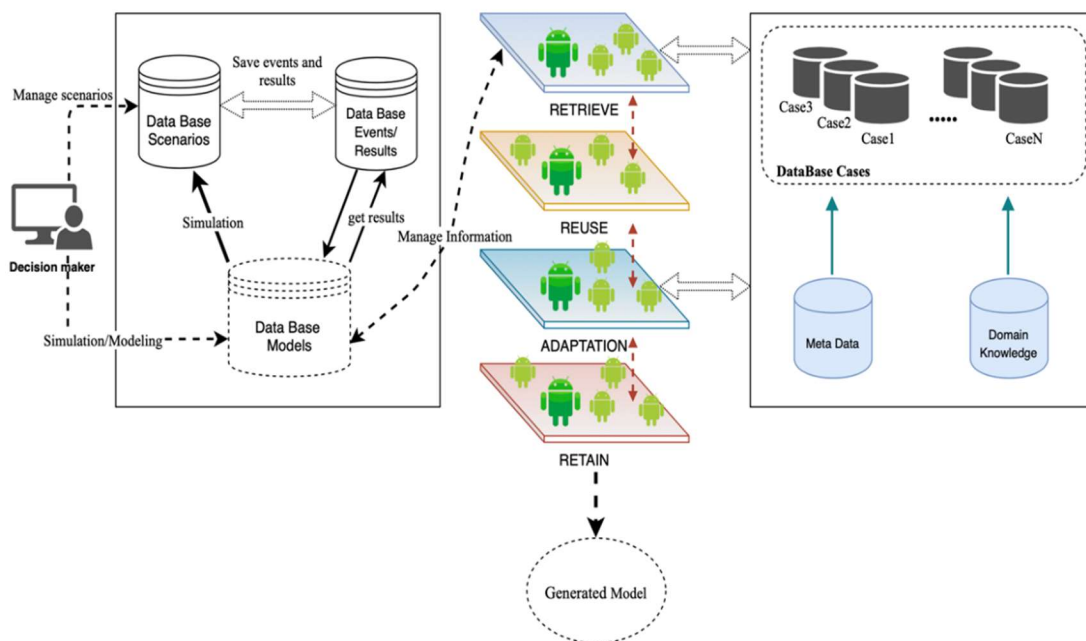 Manage scenarios
Decision maker
Simulation/Modeling
Save events and
results
Data Base
Scenarios
Data Base
Events/
Results
Simulation
get results
Data Base
Models
Manage Information
RETRIEVE
REUSE
ADAPTATION
RETAIN
Generated Model
Case3
Case2
Case1
.....
CaseN
DataBase Cases
Meta Data
Domain
Knowledge